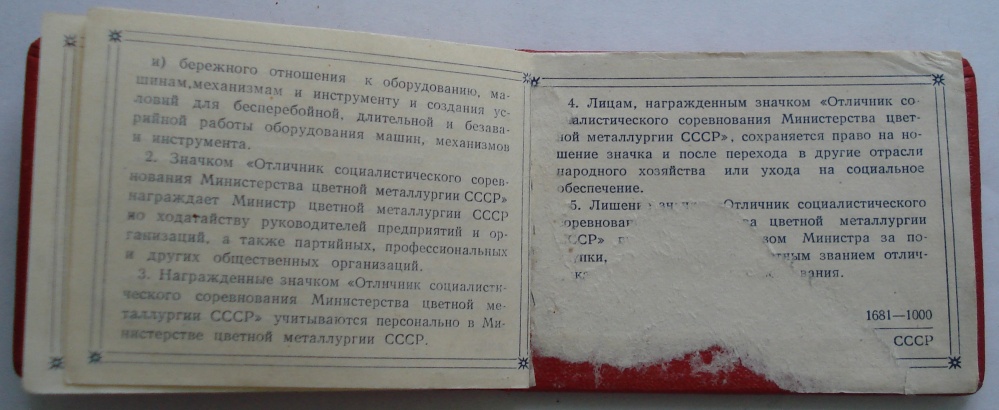 и) бережного отношения к оборудованию, ма-
шинам,механизмам и инструменту и создания ус-
ловий для бесперебойной, длительной и безава-
рийной работы оборудования машин, механизмов
и инструмента.
2. Значком «Отличник социалистического сорев-
нования Министерства цветной металлургии СССР»
награждает Министр цветной металлургии СССР
по ходатайству руководителей предприятий и ор-
ганизаций, а также партийных, профессиональных
и других общественных организаций.
3. Награжденные значком «Отличник социалисти-
ческого соревнования Министерства цветной ме-
таллургии СССР» учитываются персонально в Ми-
нистерстве цветной металлургии СССР.
4. Лицам, награжденным значком «Отличник со-
алистического соревнования Министерства цвет-
ной металлургии СССР», сохраняется право на но-
шение значка и после перехода в другие отрасли
народного хозяйства или ухода на социальное
обеспечение.
5. Лишение Отличник социалистического
соревнован ва цветной металлургии
СССР» п зом Министра за по-
тным званием отлич-
вания.
1681—1000
СССР